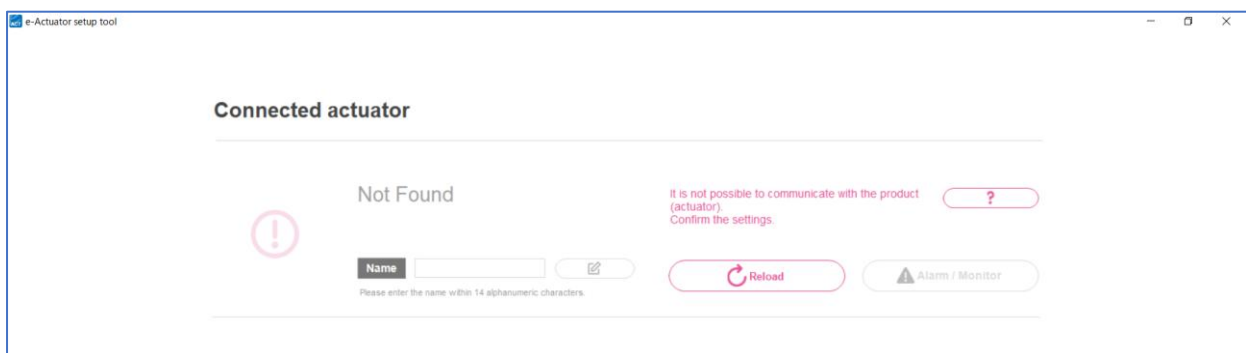 e-Actuator setup tool
Connected actuator
Not Found
It is not possible to communicate with the product
(actuator).
Confirm the settings.
?
Name
Reload
Alarm / Monitor
Please enter the name within 14 alphanumeric characters.